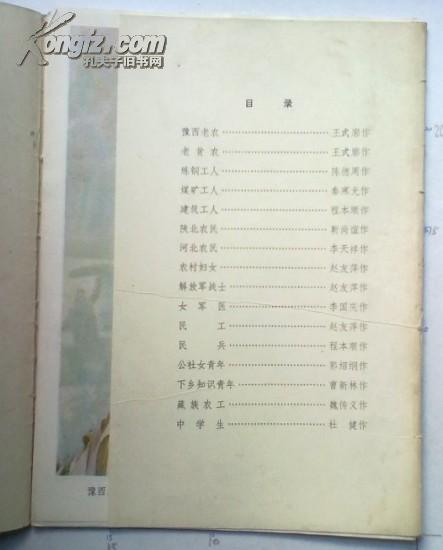 Kongfz.com
孔夫子旧书网
目 录
豫西老农……………………王式廓作
老贫农……………………王式廓作
炼钢工人……………………陈德周作
煤矿工人……………………秦寒光作
建筑工人……………………程本顺作
陕北农民……………………靳尚谊作
河北农民……………………李天祥作
农村妇女……………………赵友萍作
解放军战士……………………赵友萍作
女军医……………………李国庆作
民工……………………赵友萍作
民兵……………………程本顺作
公社女青年……………………郭绍纲作
下乡知识青年……………………曹新林作
藏族农工……………………魏传义作
中学生……………………杜健作
豫西